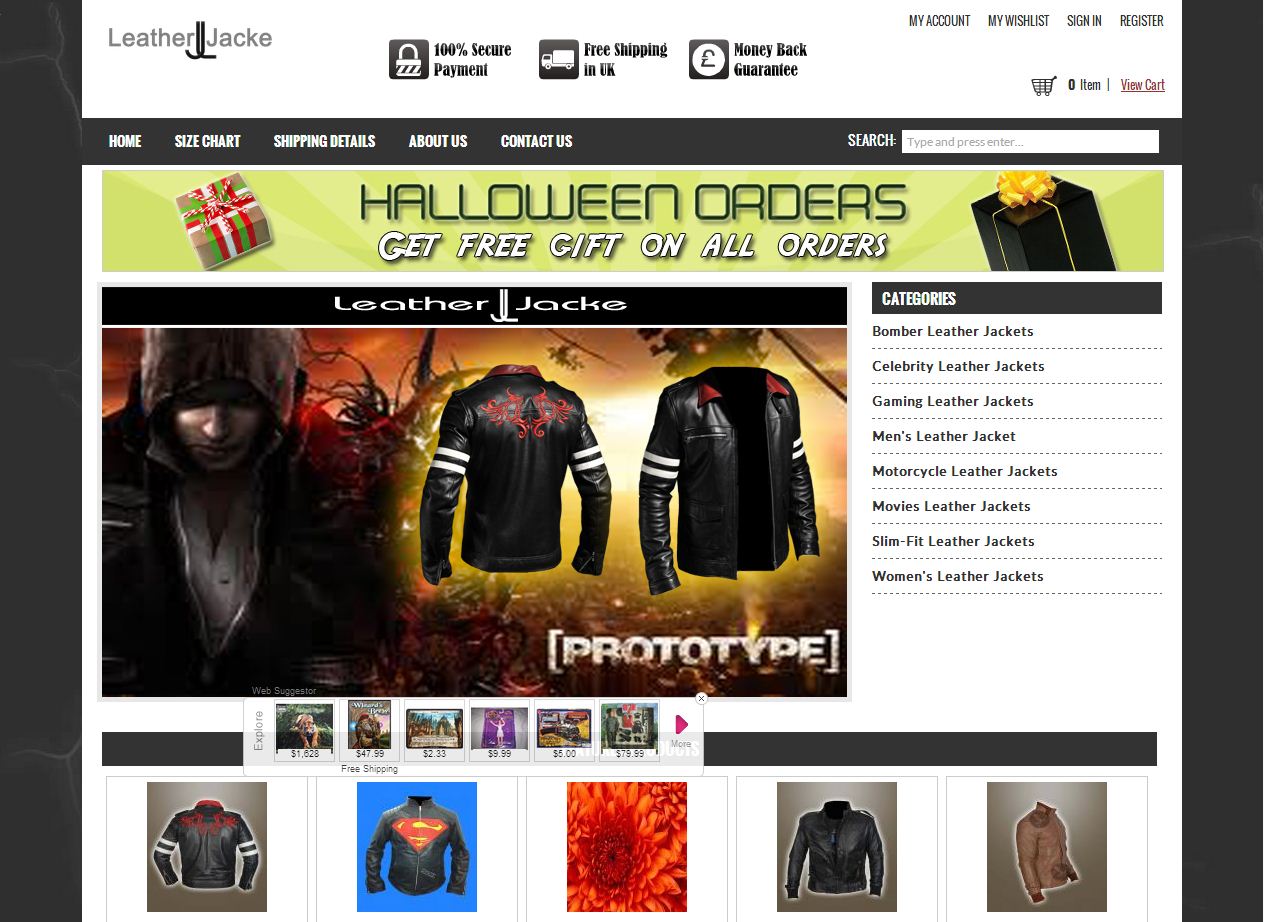 Leather JL Jacke
100% Secure
Payment
Free Shipping
in UK
Money Back
Guarantee
MY ACCOUNT MY WISHLIST SIGN IN REGISTER
0 Item | View Cart
HOME SIZE CHART SHIPPING DETAILS ABOUT US CONTACT US
SEARCH: Type and press enter...
HALLOWEEN ORDERS
GET FREE GIFT ON ALL ORDERS
Leather JL Jacke
[PROTOTYPE]
CATEGORIES
Bomber Leather Jackets
Celebrity Leather Jackets
Gaming Leather Jackets
Men's Leather Jacket
Motorcycle Leather Jackets
Movies Leather Jackets
Slim-Fit Leather Jackets
Women's Leather Jackets
Web Suggestor
Explore
Wizard's
$1,628 $47.99 $2.33 $9.99 $5.00 $79.99 More
Free Shipping